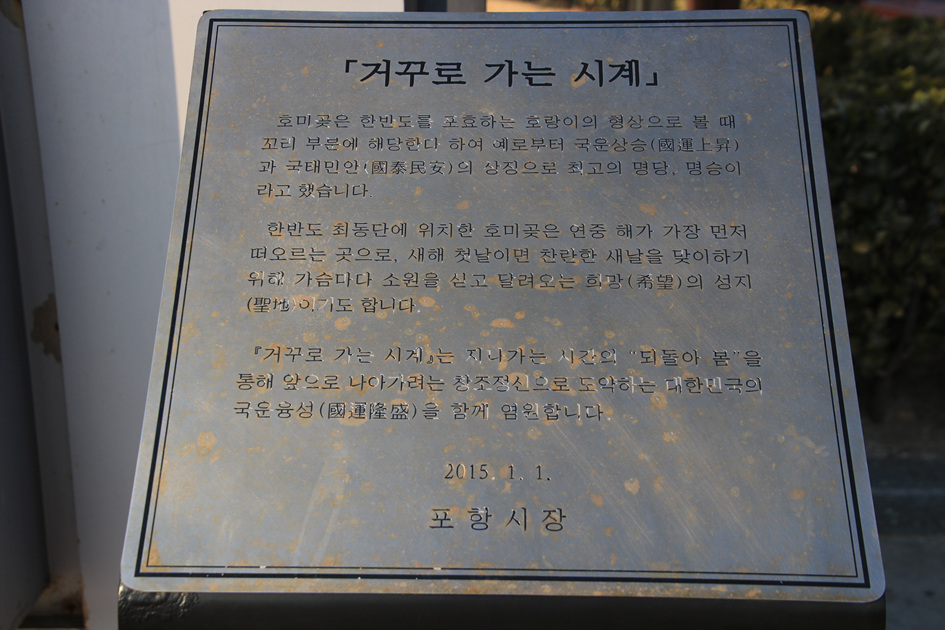 「거꾸로 가는 시계」
호미곶은 한반도를 포효하는 호랑이의 형상으로 볼 때
꼬리 부분에 해당한다 하여 예로부터 국운상승(國運上昇)
과 국태민안(國泰民安)의 상징으로 최고의 명당, 명승이
라고 했습니다.
한반도 최동단에 위치한 호미곶은 연중 해가 가장 먼저
떠오르는 곳으로, 새해 첫날이면 찬란한 새날을 맞이하기
위해 가슴마다 소원을 싣고 달려오는 희망(希望)의 성지
(聖地)이기도 합니다.
『거꾸로 가는 시계』는 지나가는 시간의 "되돌아 봄"을
통해 앞으로 나아가려는 창조정신으로 도약하는 대한민국의
국운융성(國運隆盛)을 함께 염원합니다.
2015. 1. 1.
포항시장